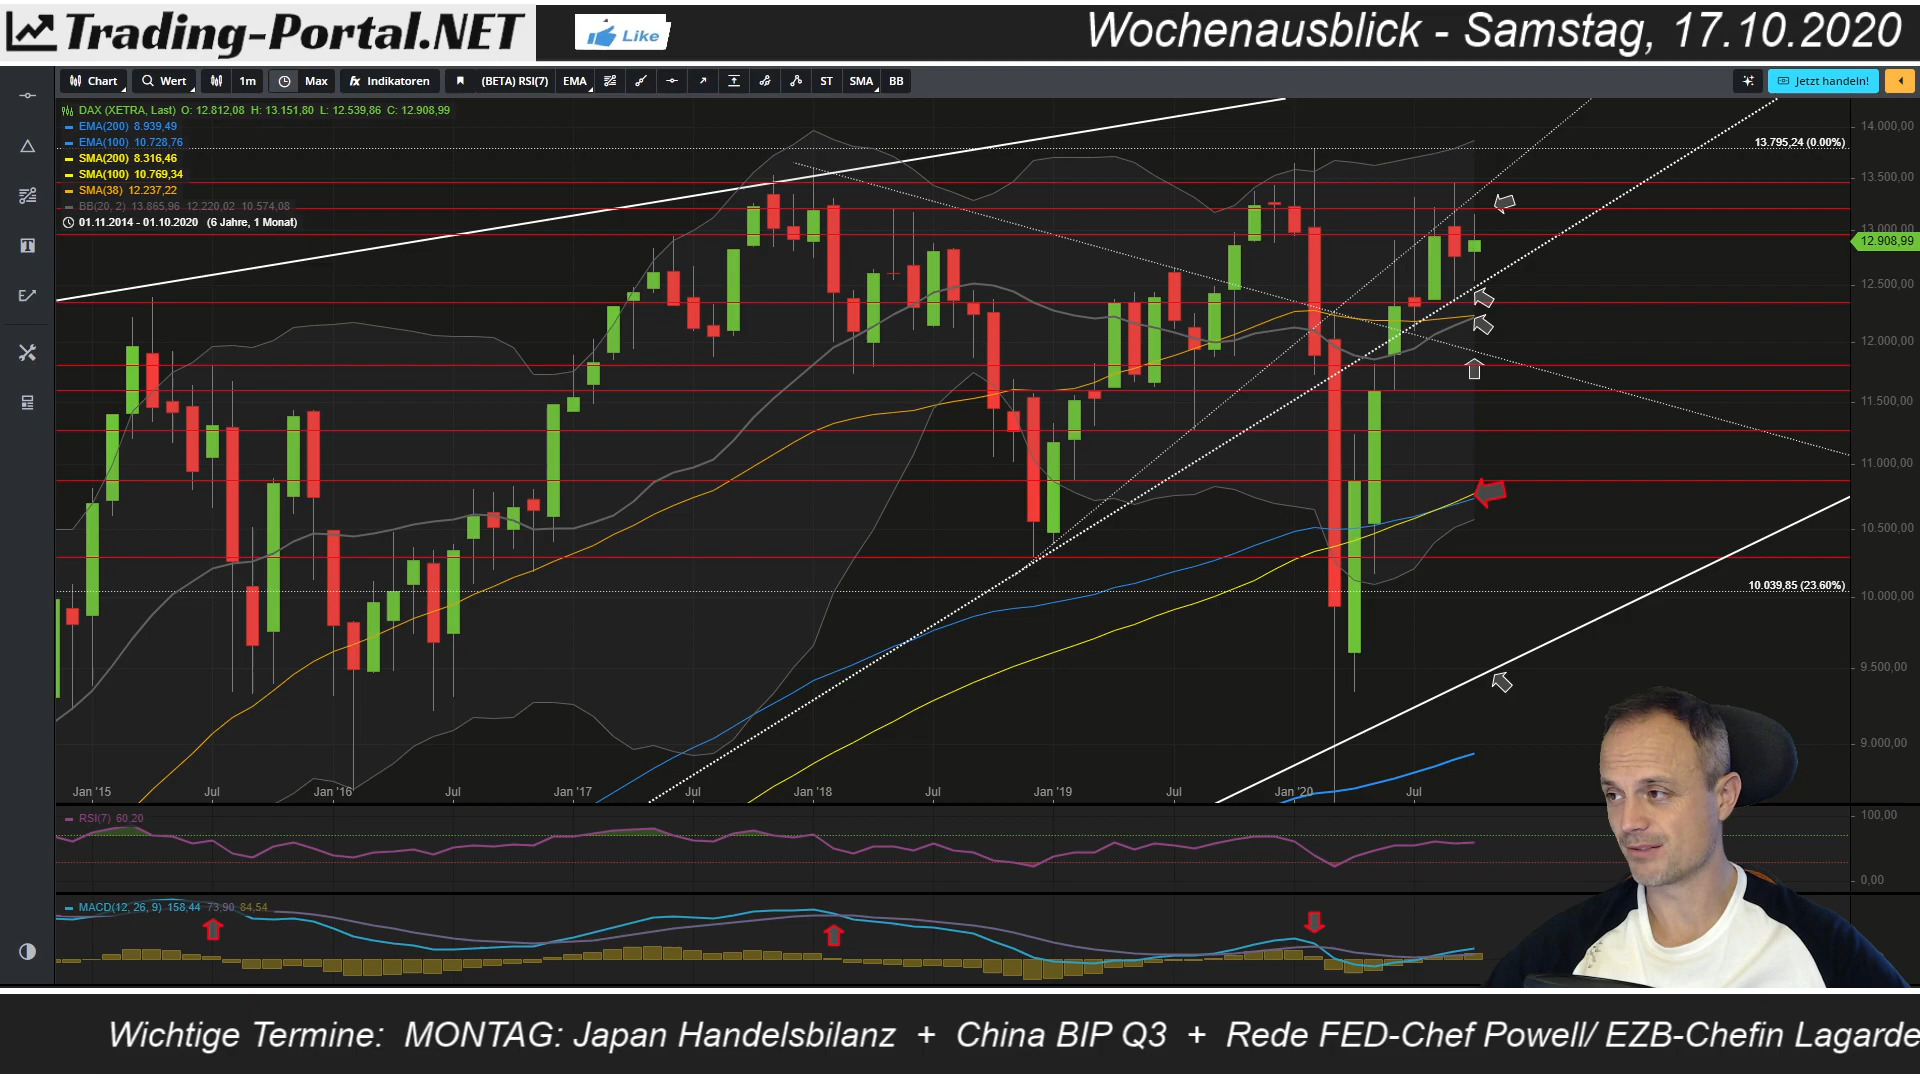 Trading-Portal.NET
Like
Wochenausblick - Samstag, 17.10.2020
Chart
Wert
1m
Max
fx Indikatoren
(BETA) RSI(7)
EMA
ST
SMA
BB
Jetzt handeln!
DAX (XETRA, Last) O: 12.812,08 H: 13.151,80 L: 12.539,86 C: 12.908,99
EMA(200) 8.939,49
EMA(100) 10.728,76
SMA(200) 8.316,46
SMA(100) 10.769,34
SMA(38) 12.237,22
BB(20, 2) 13.865,96 12.220,02 10.574,08
01.11.2014 - 01.10.2020 (6 Jahre, 1 Monat)
14.000,00
13.795,24 (0.00%)
13.500,00
13.000,00
12.908,99
12.500,00
12.000,00
11.500,00
11.000,00
10.500,00
10.039,85 (23.60%)
10.000,00
9.500,00
9.000,00
Jan '15
Jul
Jan '16
Jul
Jan '17
Jul
Jan '18
Jul
Jan '19
Jul
Jan '20
Jul
RSI(7) 60,20
100,00
0,00
MACD(12, 26, 9) 158,44 73,90 84,54
Wichtige Termine: MONTAG: Japan Handelsbilanz + China BIP Q3 + Rede FED-Chef Powell/ EZB-Chefin Lagarde